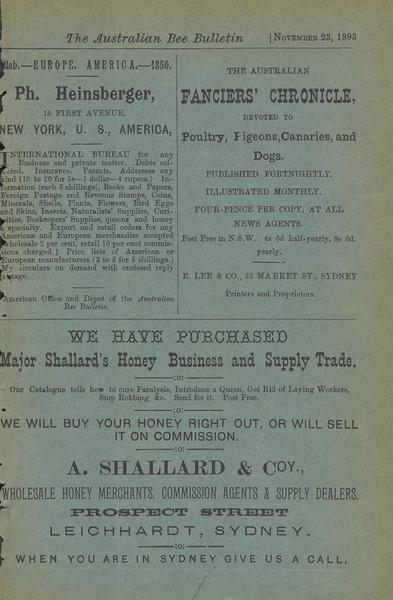 The Australian Bee Bulletin [NOVEMBER 23, 1893
Etab.—EUROPE. AMERICA.—1850.
Ph. Heinsberger,
15 FIRST AVENUE,
NEW YORK, U. S., AMERICA,
INTERNATIONAL BUREAU for any
Business and private matter. Debts col-
ected. Insurance. Patents. Addresses any
kind (10 to 20 for 5s—1 dollar—4 rupees.) In-
formation (each 5 shillings), Books and Papers,
Foreign Postage and Revenue Stamps, Coins,
Minerals, Shells, Plants, Flowers, Bird Eggs
and Skins, Insects, Naturalists' Supplies, Curi-
sities, Bookeepers' Supplies, queens and honey
a specialty. Export and retail orders for any
American and European merchandise accepted
(wholesale 2 per cent, retail 10 per cent commis-
sions charged.) Price lists of American or
European manufacturers (3 to 5 for 5 shillings.)
My circulars on demand with enclosed reply
postage.
American Office and Depot of the Australian
Bee Bulletin.
THE AUSTRALIAN
FANCIERS' CHRONICLE,
DEVOTED TO
Poultry, Pigeons, Canaries, and
Dogs.
PUBLISHED FORTNIGHTLY.
ILLUSTRATED MONTHLY.
FOUR-PENCE PER COPY, AT ALL
NEWS AGENTS.
Post Free in N.S.W. 4s 6d half-yearly, 8s 6d.
yearly.
E. LEE & CO., 53 MARKET ST., SYDNEY
Printers and Proprietors.
WE HAVE PURCHASED
Major Shallard's Honey Business and Supply Trade.
:o:
Our Catalogue tells how to cure Paralysis, Introduce a Queen, Get Rid of Laying Workers,
Stop Robbing, &c. Send for it. Post Free.
:o:
WE WILL BUY YOUR HONEY RIGHT OUT, OR WILL SELL
IT ON COMMISSION.
:o:
A. SHALLARD & COY.,
WHOLESALE HONEY MERCHANTS, COMMISSION AGENTS & SUPPLY DEALERS,
PROSPECT STREET
LEICHHARDT, SYDNEY.
:o:
WHEN YOU ARE IN SYDNEY GIVE US A CALL,